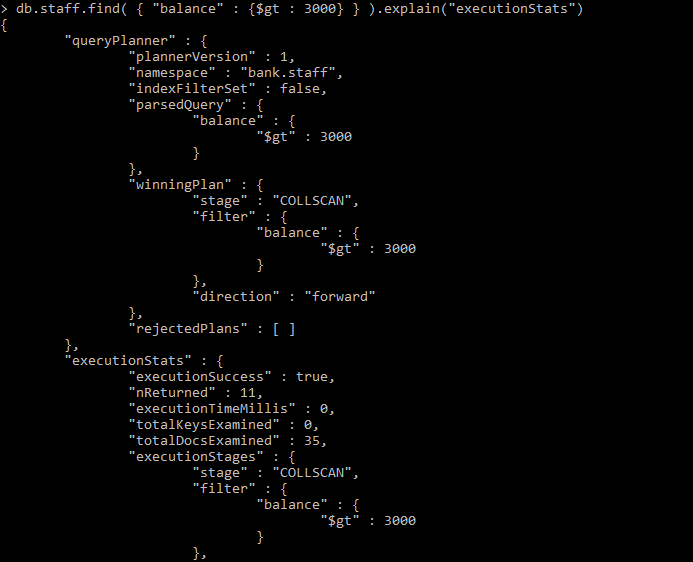 > db.staff.find( { "balance" : {$gt : 3000} } ).explain("executionStats")
{
        "queryPlanner" : {
                "plannerVersion" : 1,
                "namespace" : "bank.staff",
                "indexFilterSet" : false,
                "parsedQuery" : {
                        "balance" : {
                                "$gt" : 3000
                        }
                },
                "winningPlan" : {
                        "stage" : "COLLSCAN",
                        "filter" : {
                                "balance" : {
                                        "$gt" : 3000
                                }
                        },
                        "direction" : "forward"
                },
                "rejectedPlans" : [ ]
        },
        "executionStats" : {
                "executionSuccess" : true,
                "nReturned" : 11,
                "executionTimeMillis" : 0,
                "totalKeysExamined" : 0,
                "totalDocsExamined" : 35,
                "executionStages" : {
                        "stage" : "COLLSCAN",
                        "filter" : {
                                "balance" : {
                                        "$gt" : 3000
                                }
                        },